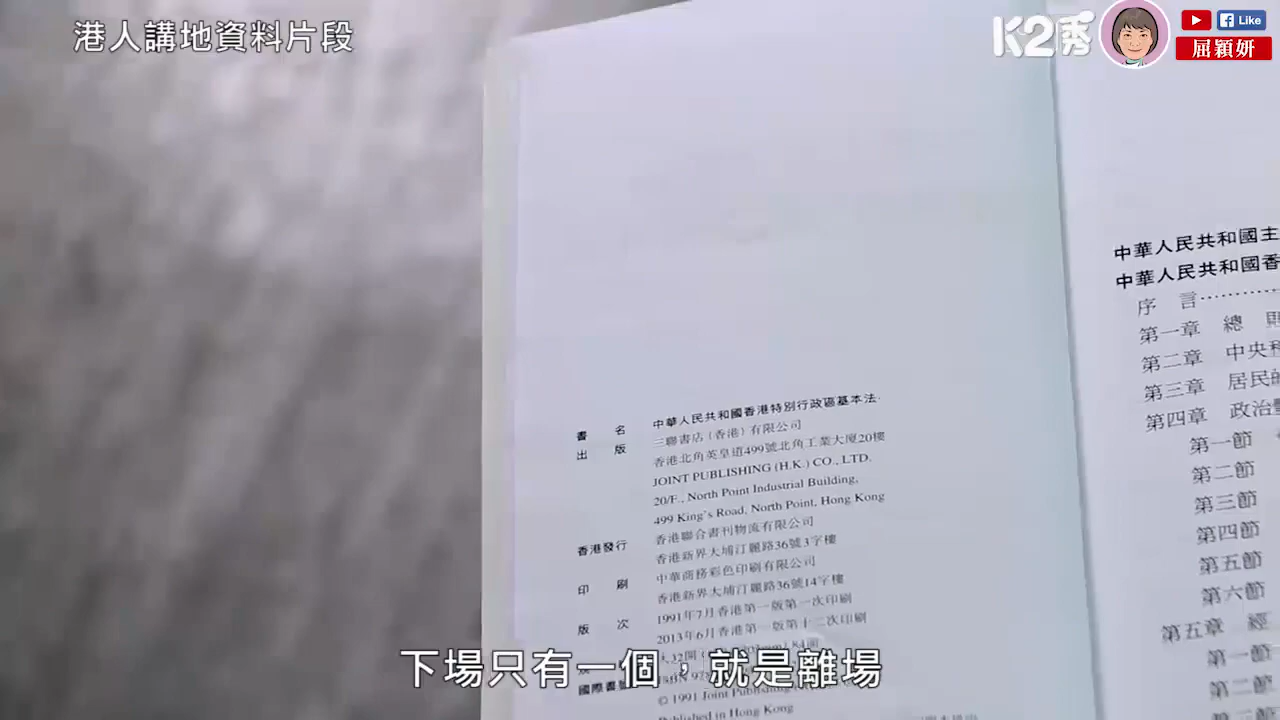 港人講地資料片段
K2秀
Like
屈穎妍
書 名 中華人民共和國香港特別行政區基本法
出 版 三聯書店(香港)有限公司
香港北角英皇道499號北角工業大廈20樓
JOINT PUBLISHING (H.K.) CO., LTD.
20/F., North Point Industrial Building,
499 King's Road, North Point, Hong Kong
香港發行 香港聯合書刊物流有限公司
香港新界大埔汀麗路36號3字樓
印 刷 中華商務彩色印刷有限公司
香港新界大埔汀麗路36號14字樓
版 次 1991年7月香港第一版第一次印刷
2013年6月香港第一版第十二次印刷
國際書號 ISBN
© 1991 Joint
Published in Hong Kong
中華人民共和國主
中華人民共和國香
序 言
第一章 總 則
第二章 中央和
第三章 居民的
第四章 政治
第一節
第二節
第三節
第四節
第五節
第六節
第五章 經
第一節
第二節
下場只有一個，就是離場